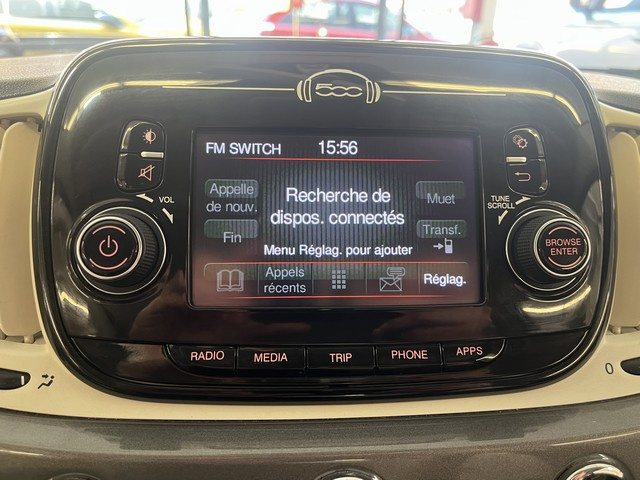 500
FM SWITCH 15:56
Appelle
de nouv.
Recherche de
dispos. connectés
Muet
Fin
Transf.
Menu Réglag. pour ajouter
Appels
récents
Réglag.
VOL
TUNE
SCROLL
BROWSE
ENTER
RADIO MEDIA TRIP PHONE APPS
0